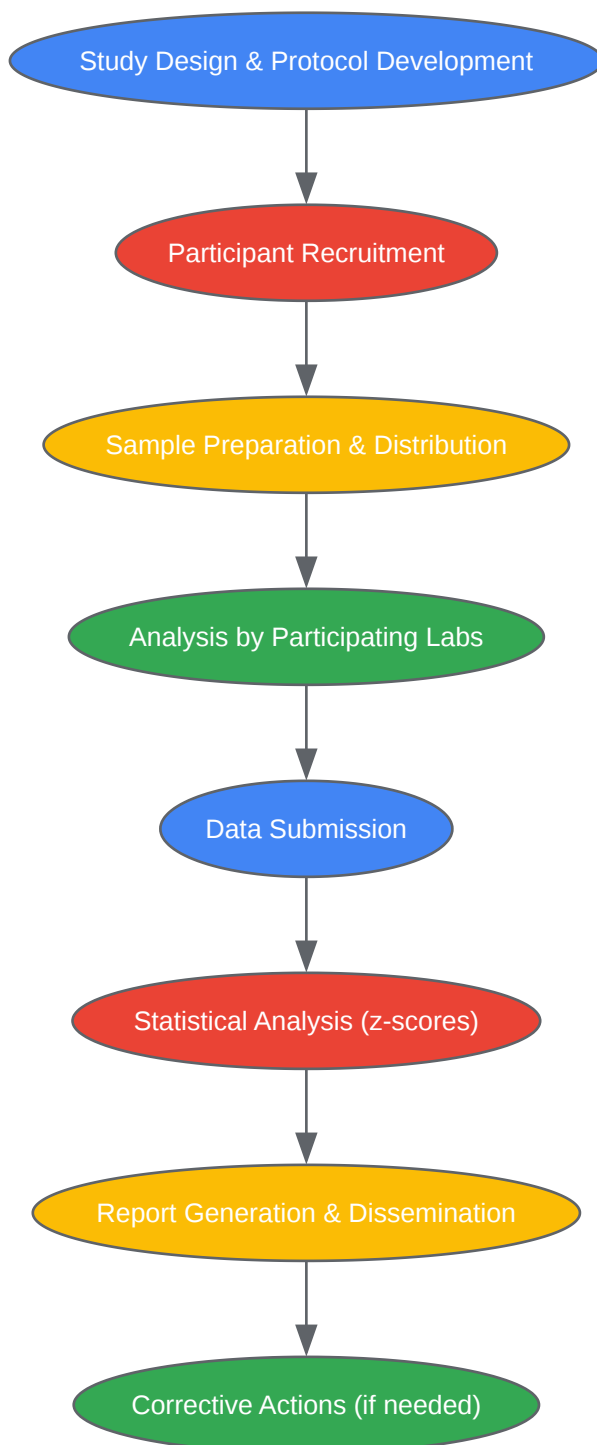 Study Design & Protocol Development
Participant Recruitment
Sample Preparation & Distribution
Analysis by Participating Labs
Data Submission
Statistical Analysis (z-scores)
Report Generation & Dissemination
Corrective Actions (if needed)